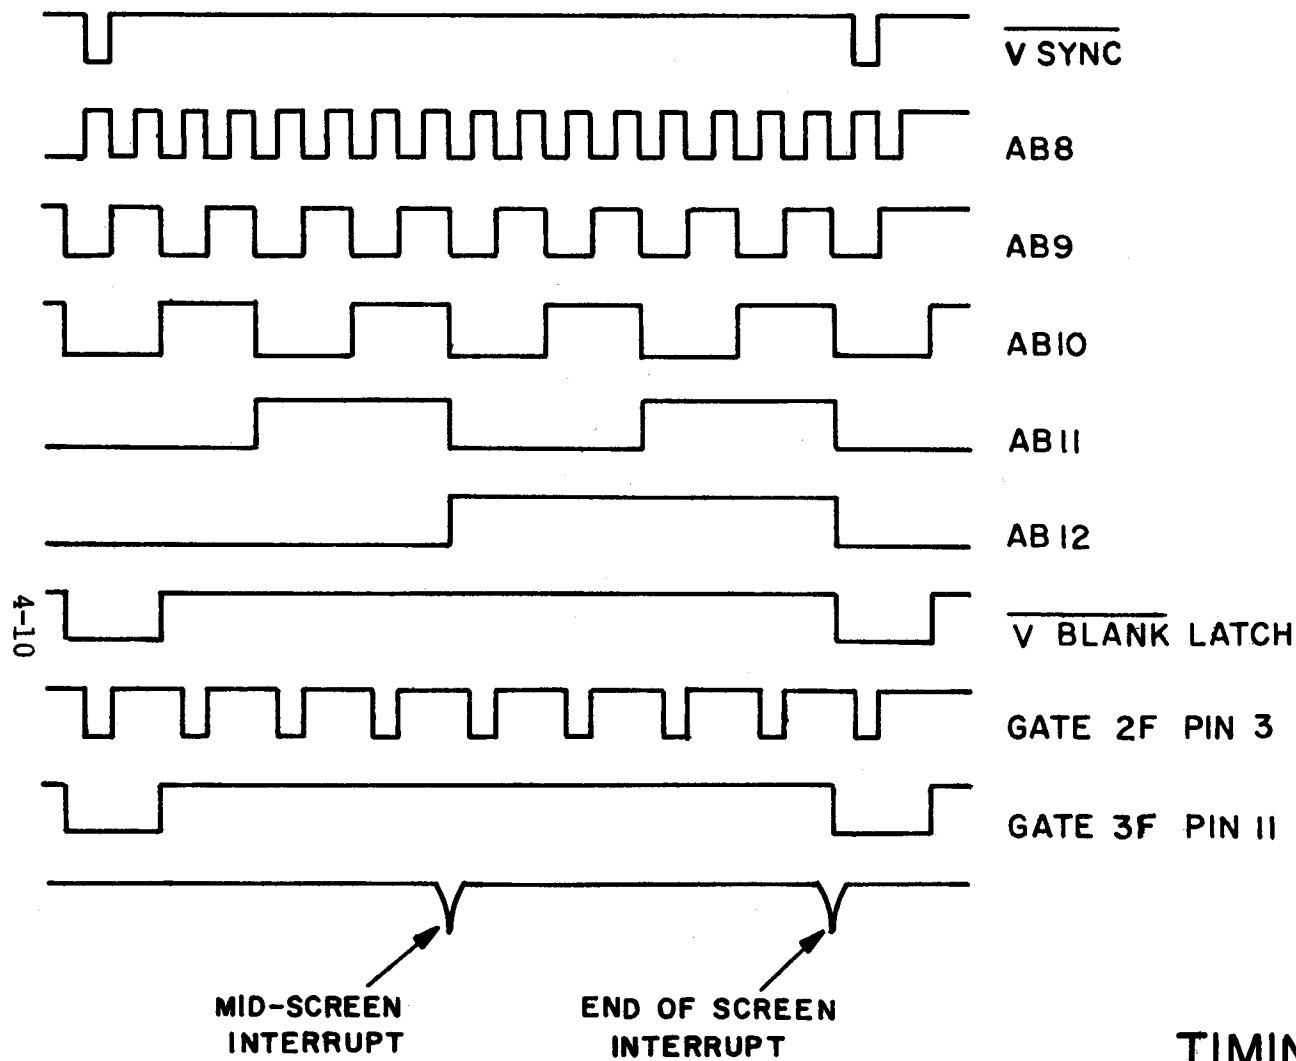 V SYNC
AB8
AB9
AB10
AB11
AB12
V BLANK LATCH
GATE 2F PIN 3
GATE 3F PIN 11
MID-SCREEN
INTERRUPT
END OF SCREEN
INTERRUPT
4-10
TIMIN